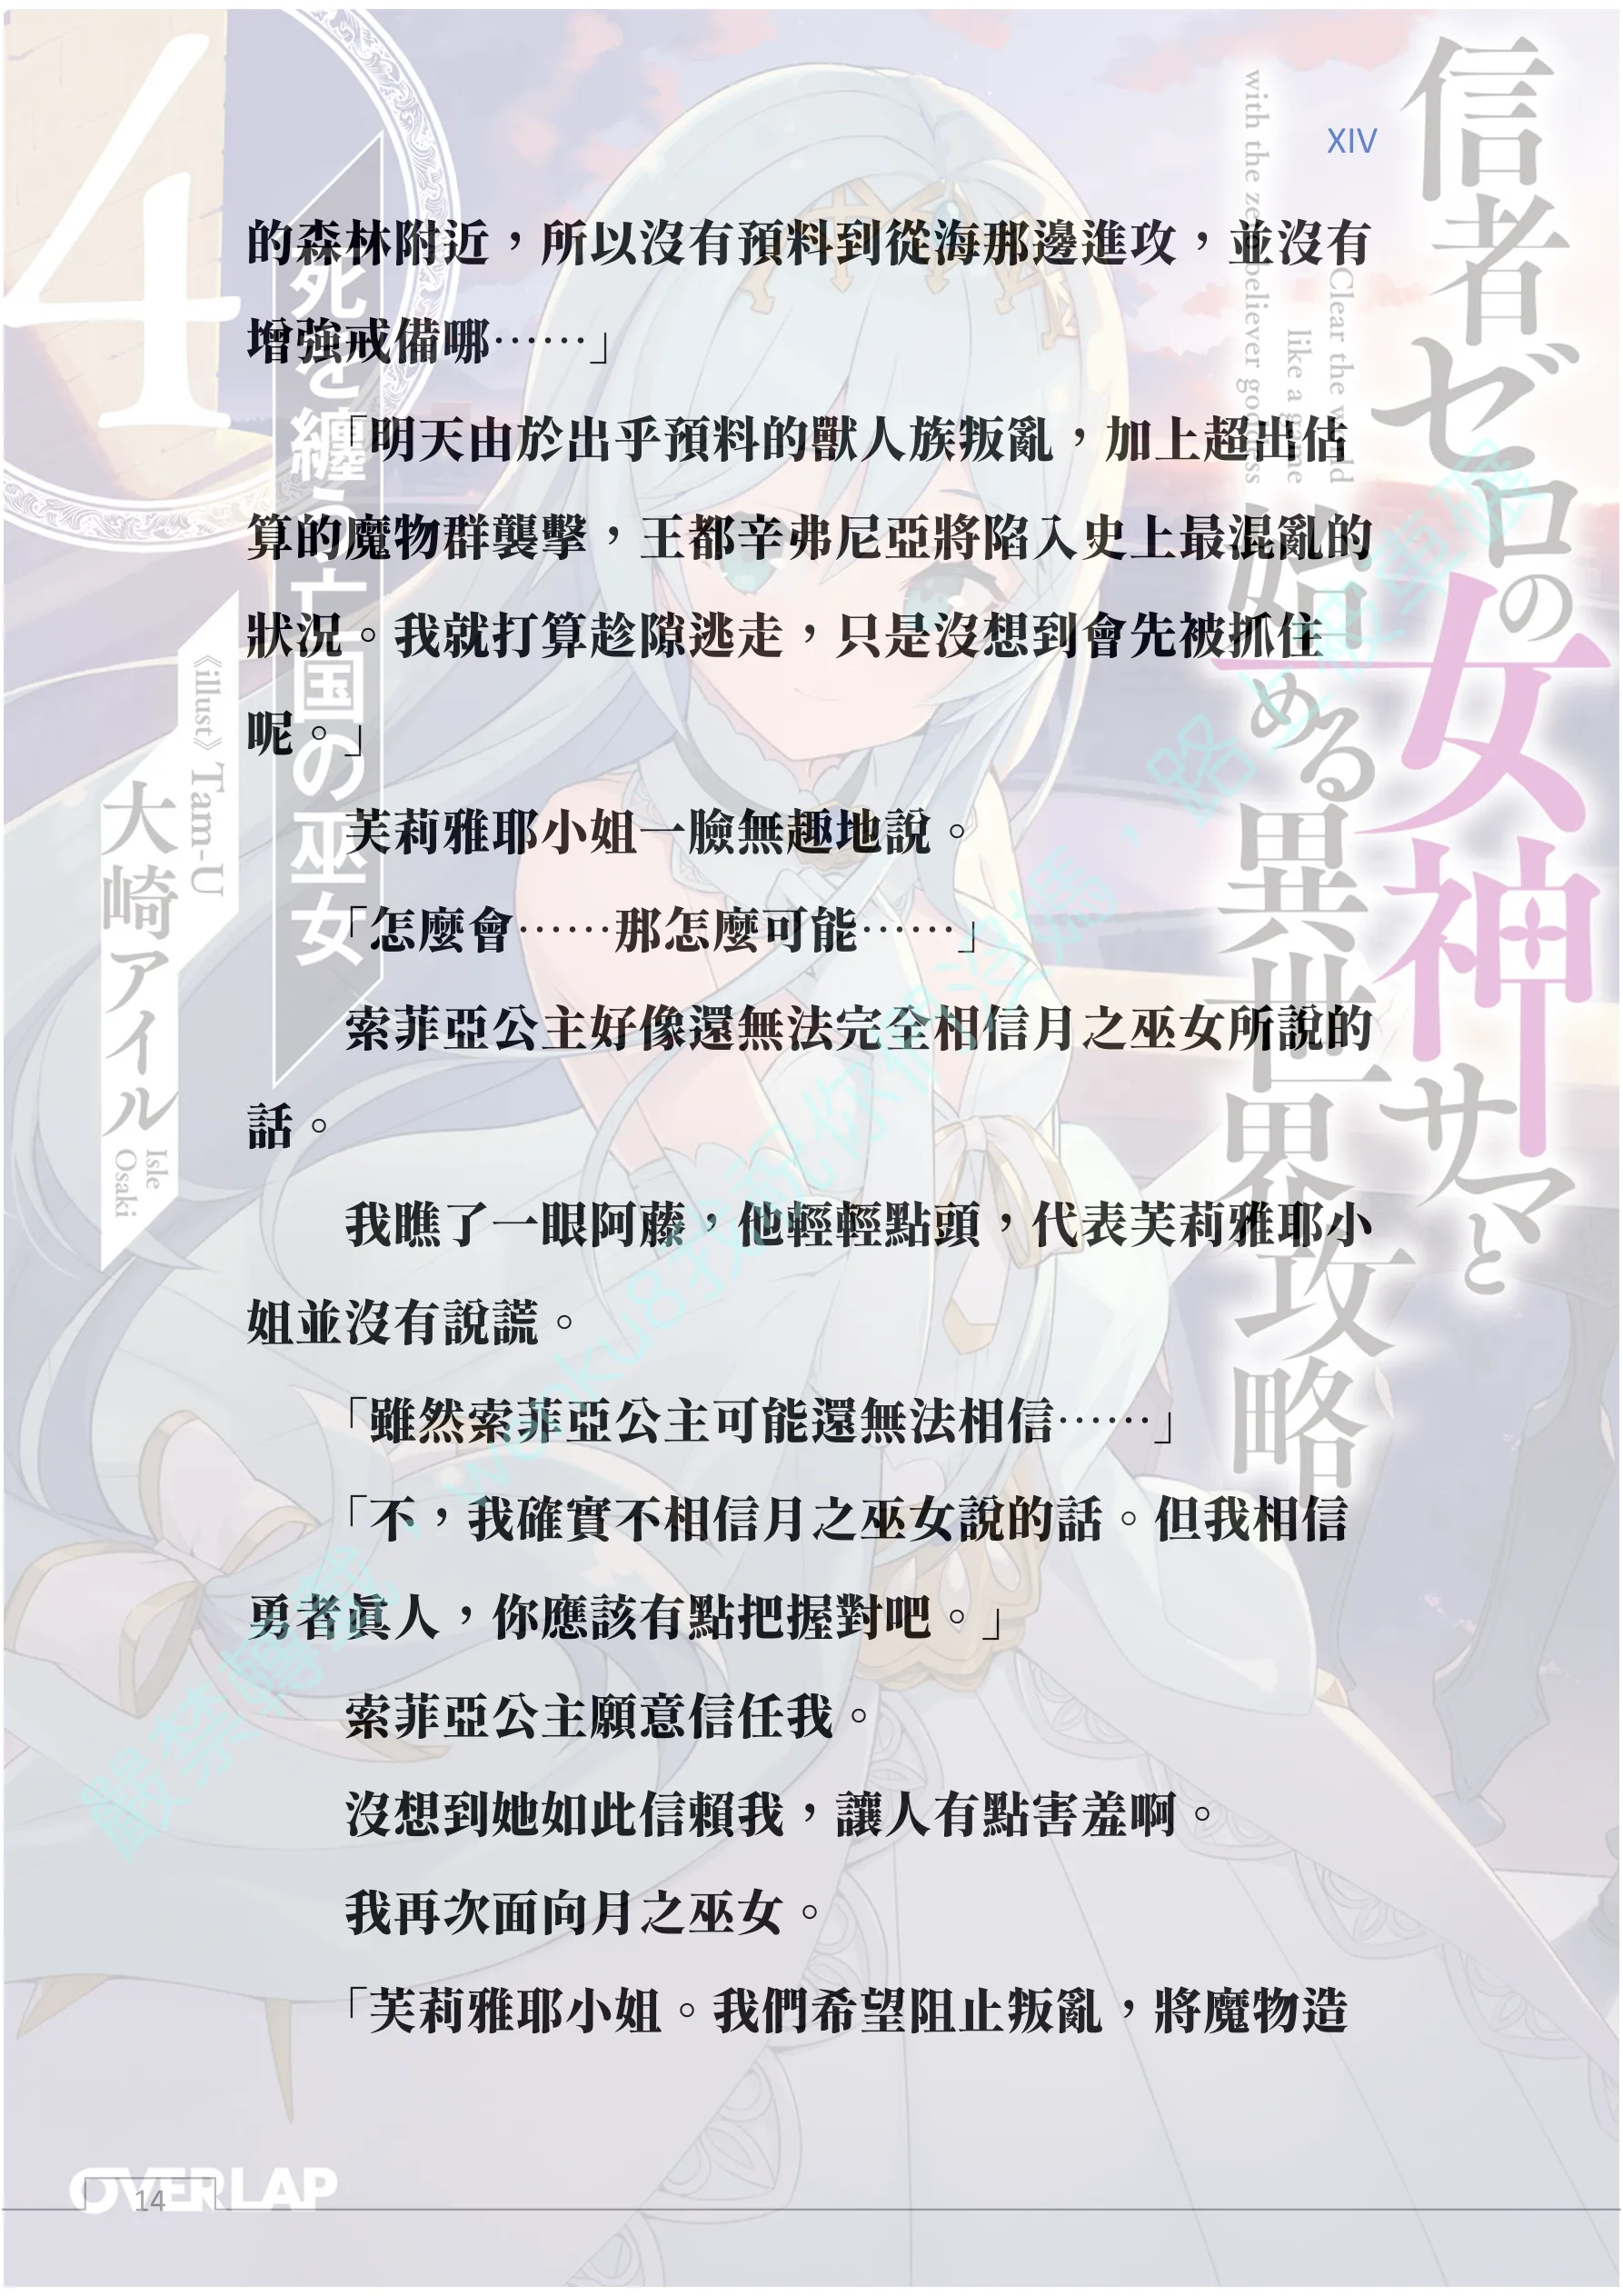 XIV
的森林附近，所以沒有預料到從海那邊進攻，並沒有
增強戒備哪……」
「明天由於出乎預料的獸人族叛亂，加上超出估
算的魔物群襲擊，王都辛弗尼亞將陷入史上最混亂的
狀況。我就打算趁隙逃走，只是沒想到會先被抓住
呢。」
芙莉雅耶小姐一臉無趣地說。
「怎麼會……那怎麼可能……」
索菲亞公主好像還無法完全相信月之巫女所說的
話。
我瞧了一眼阿藤，他輕輕點頭，代表芙莉雅耶小
姐並沒有說謊。
「雖然索菲亞公主可能還無法相信……」
「不，我確實不相信月之巫女說的話。但我相信
勇者眞人，你應該有點把握對吧。」
索菲亞公主願意信任我。
沒想到她如此信賴我，讓人有點害羞啊。
我再次面向月之巫女。
「芙莉雅耶小姐。我們希望阻止叛亂，將魔物造
信者ゼロの女神サマと
始める異世界攻略
Clear the world
like a game
with the zero believer goddess
4
死を纏う亡国の巫女
《illust》 Tam-U
大崎アイル
Isle
Osaki
OVERLAP
14